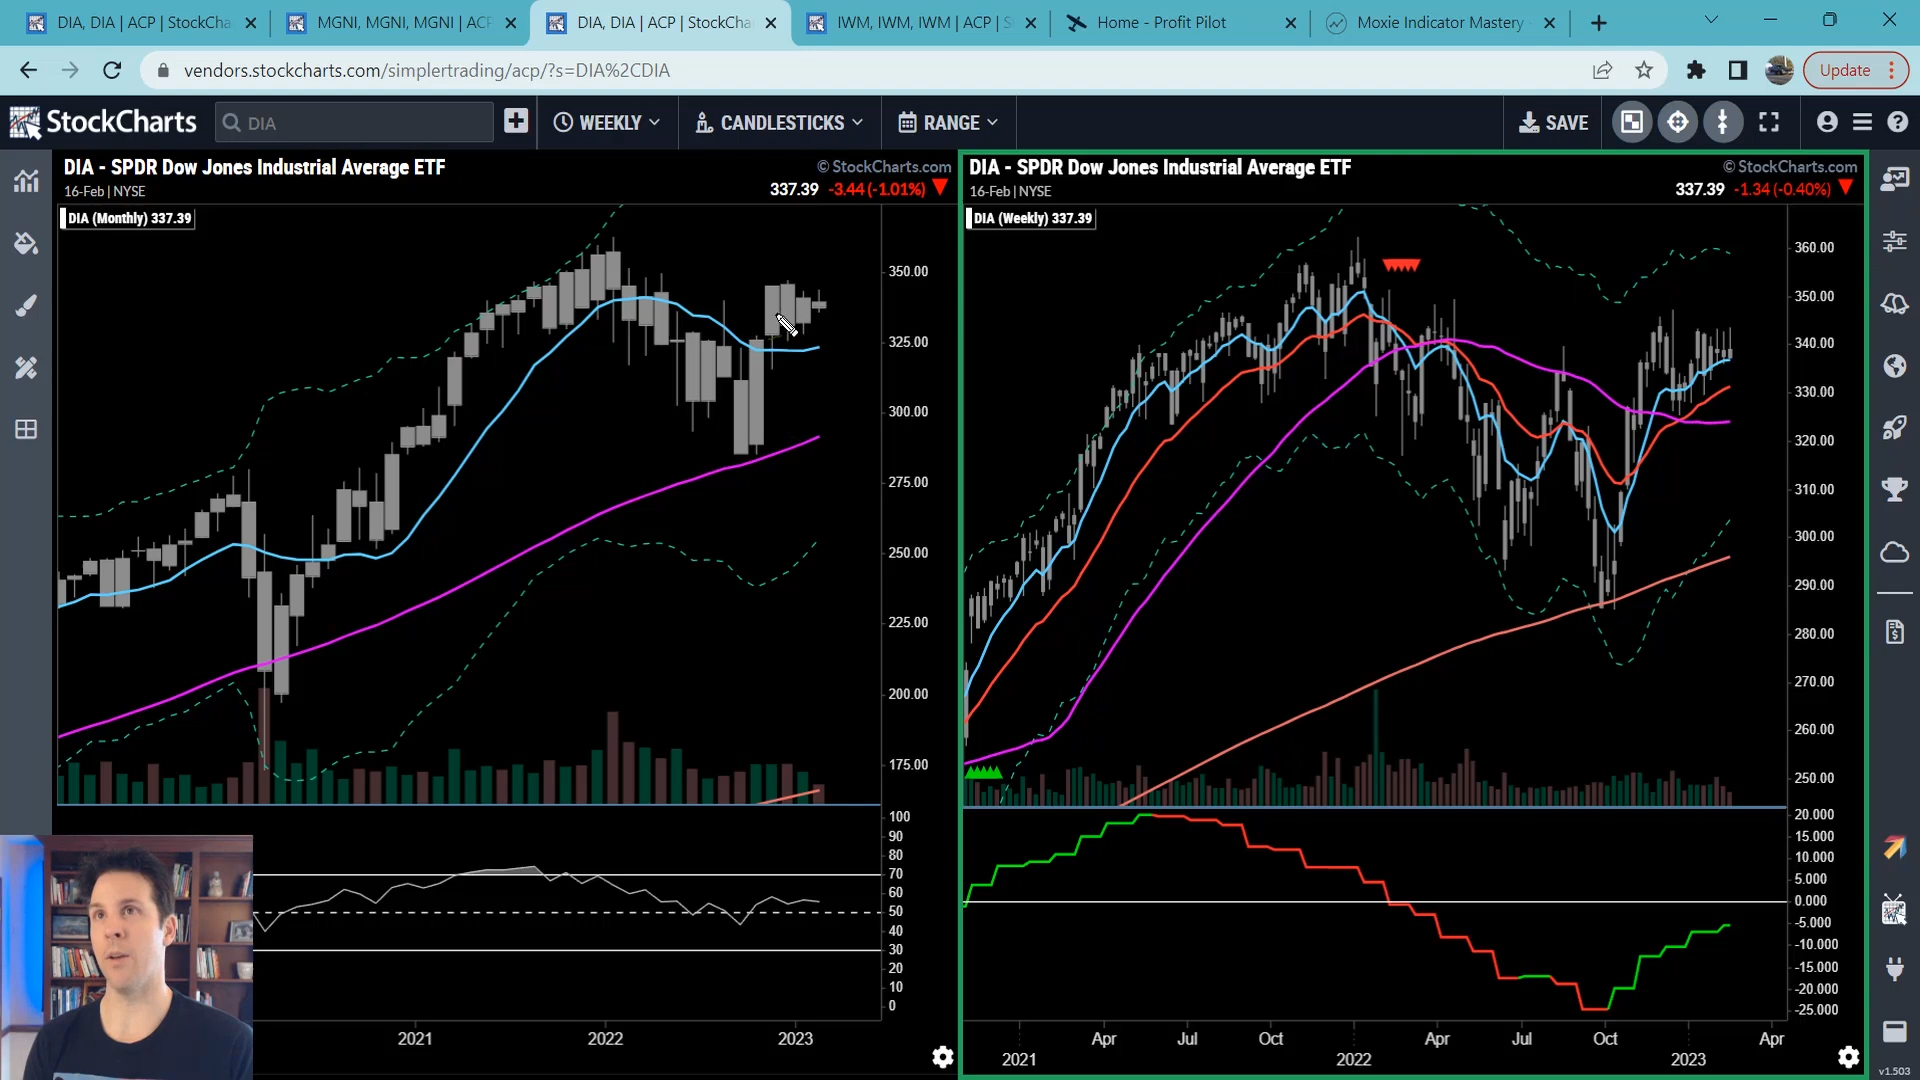 DIA, DIA | ACP | StockCha
MGNI, MGNI, MGNI | ACP
DIA, DIA | ACP | StockCha
IWM, IWM, IWM | ACP | S
Home - Profit Pilot
Moxie Indicator Mastery
vendors.stockcharts.com/simplertrading/acp/?s=DIA%2CDIA
Update
StockCharts
DIA
WEEKLY
CANDLESTICKS
RANGE
SAVE
DIA - SPDR Dow Jones Industrial Average ETF
© StockCharts.com
16-Feb | NYSE
337.39 -3.44 (-1.01%)
DIA (Monthly) 337.39
350.00
325.00
300.00
275.00
250.00
225.00
200.00
175.00
100
90
80
70
60
50
40
30
20
10
0
2021
2022
2023
DIA - SPDR Dow Jones Industrial Average ETF
© StockCharts.com
16-Feb | NYSE
337.39 -1.34 (-0.40%)
DIA (Weekly) 337.39
360.00
350.00
340.00
330.00
320.00
310.00
300.00
290.00
280.00
270.00
260.00
250.00
20.000
15.000
10.000
5.000
0.000
-5.000
-10.000
-15.000
-20.000
-25.000
Apr
Jul
Oct
Apr
Jul
Oct
Apr
2021
2022
2023
v1.503